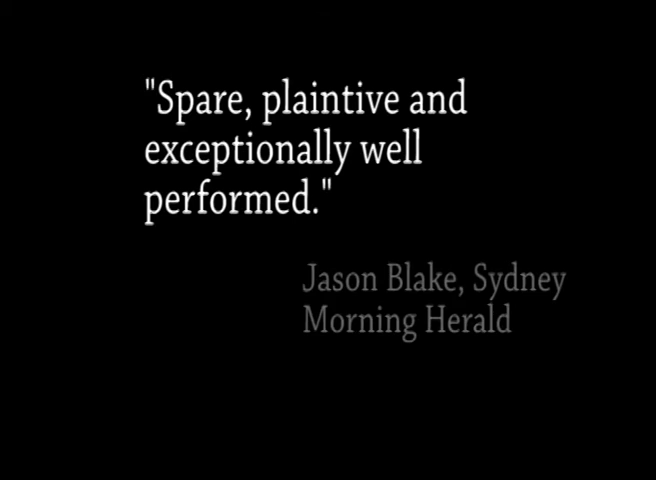 "Spare, plaintive and
exceptionally well
performed."
Jason Blake, Sydney
Morning Herald